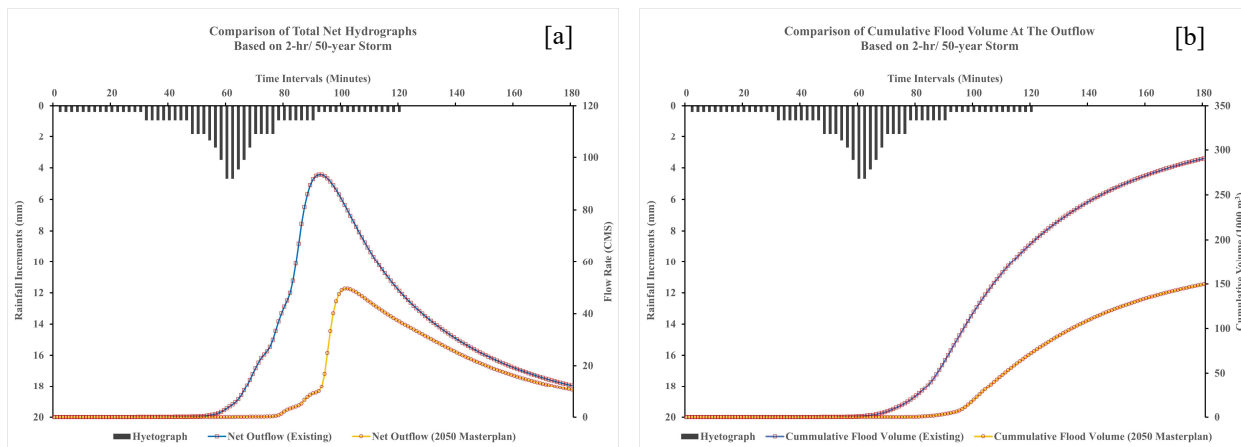 Comparison of Total Net Hydrographs
Based on 2-hr/ 50-year Storm
[a]
Time Intervals (Minutes)
0 20 40 60 80 100 120 140 160 180
Rainfall Increments (mm)
0
2
4
6
8
10
12
14
16
18
20
Flow Rate (CMS)
120
100
80
60
40
20
0
Hyetograph Net Outflow (Existing) Net Outflow (2050 Masterplan)
Comparison of Cumulative Flood Volume At The Outflow
Based on 2-hr/ 50-year Storm
[b]
Time Intervals (Minutes)
0 20 40 60 80 100 120 140 160 180
Rainfall Increments (mm)
0
2
4
6
8
10
12
14
16
18
20
Cumulative Volume (1000 m³)
350
300
250
200
150
100
50
0
Hyetograph Cummulative Flood Volume (Existing) Cummulative Flood Volume (2050 Masterplan)